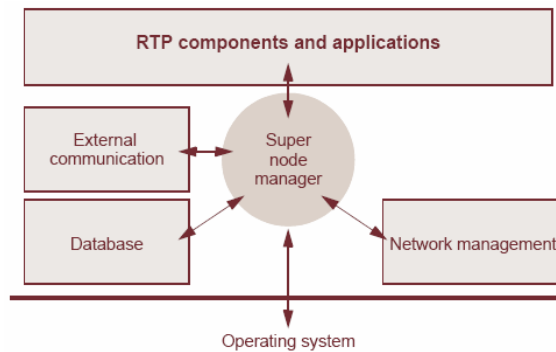 RTP components and applications
External
communication
Super
node
manager
Database
Network management
Operating system